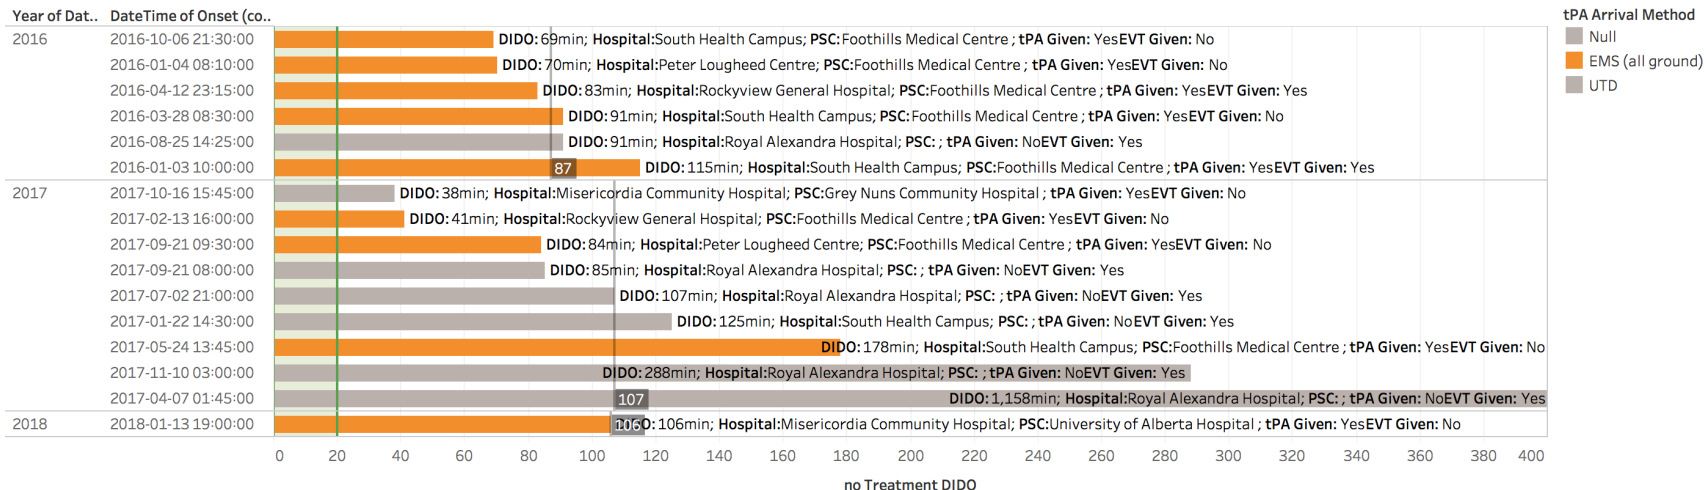 Year of Dat.. DateTime of Onset (co.. tPA Arrival Method
Null
EMS (all ground)
UTD
2016 2016-10-06 21:30:00 DIDO: 69min; Hospital:South Health Campus; PSC:Foothills Medical Centre ; tPA Given: YesEVT Given: No
2016-01-04 08:10:00 DIDO: 70min; Hospital:Peter Lougheed Centre; PSC:Foothills Medical Centre ; tPA Given: YesEVT Given: No
2016-04-12 23:15:00 DIDO: 83min; Hospital:Rockyview General Hospital; PSC:Foothills Medical Centre ; tPA Given: YesEVT Given: Yes
2016-03-28 08:30:00 DIDO: 91min; Hospital:South Health Campus; PSC:Foothills Medical Centre ; tPA Given: YesEVT Given: No
2016-08-25 14:25:00 DIDO: 91min; Hospital:Royal Alexandra Hospital; PSC: ; tPA Given: NoEVT Given: Yes
2016-01-03 10:00:00 87 DIDO: 115min; Hospital:South Health Campus; PSC:Foothills Medical Centre ; tPA Given: YesEVT Given: Yes
2017 2017-10-16 15:45:00 DIDO: 38min; Hospital:Misericordia Community Hospital; PSC:Grey Nuns Community Hospital ; tPA Given: YesEVT Given: No
2017-02-13 16:00:00 DIDO: 41min; Hospital:Rockyview General Hospital; PSC:Foothills Medical Centre ; tPA Given: YesEVT Given: No
2017-09-21 09:30:00 DIDO: 84min; Hospital:Peter Lougheed Centre; PSC:Foothills Medical Centre ; tPA Given: YesEVT Given: No
2017-09-21 08:00:00 DIDO: 85min; Hospital:Royal Alexandra Hospital; PSC: ; tPA Given: NoEVT Given: Yes
2017-07-02 21:00:00 DIDO: 107min; Hospital:Royal Alexandra Hospital; PSC: ; tPA Given: NoEVT Given: Yes
2017-01-22 14:30:00 DIDO: 125min; Hospital:South Health Campus; PSC: ; tPA Given: NoEVT Given: Yes
2017-05-24 13:45:00 DIDO: 178min; Hospital:South Health Campus; PSC:Foothills Medical Centre ; tPA Given: YesEVT Given: No
2017-11-10 03:00:00 DIDO: 288min; Hospital:Royal Alexandra Hospital; PSC: ; tPA Given: NoEVT Given: Yes
2017-04-07 01:45:00 107 DIDO: 1,158min; Hospital:Royal Alexandra Hospital; PSC: ; tPA Given: NoEVT Given: Yes
2018 2018-01-13 19:00:00 106 DIDO: 106min; Hospital:Misericordia Community Hospital; PSC:University of Alberta Hospital ; tPA Given: YesEVT Given: No
0 20 40 60 80 100 120 140 160 180 200 220 240 260 280 300 320 340 360 380 400
no Treatment DIDO